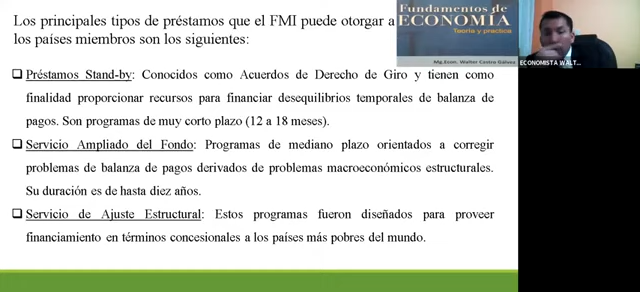 Los principales tipos de préstamos que el FMI puede otorgar a
los países miembros son los siguientes:
Fundamentos de
ECONOMÍA
Teoría y práctica
Mg.Econ. Walter Castro Gálvez
ECONOMISTA WALT...
Préstamos Stand-by: Conocidos como Acuerdos de Derecho de Giro y tienen como
finalidad proporcionar recursos para financiar desequilibrios temporales de balanza de
pagos. Son programas de muy corto plazo (12 a 18 meses).
Servicio Ampliado del Fondo: Programas de mediano plazo orientados a corregir
problemas de balanza de pagos derivados de problemas macroeconómicos estructurales.
Su duración es de hasta diez años.
Servicio de Ajuste Estructural: Estos programas fueron diseñados para proveer
financiamiento en términos concesionales a los países más pobres del mundo.